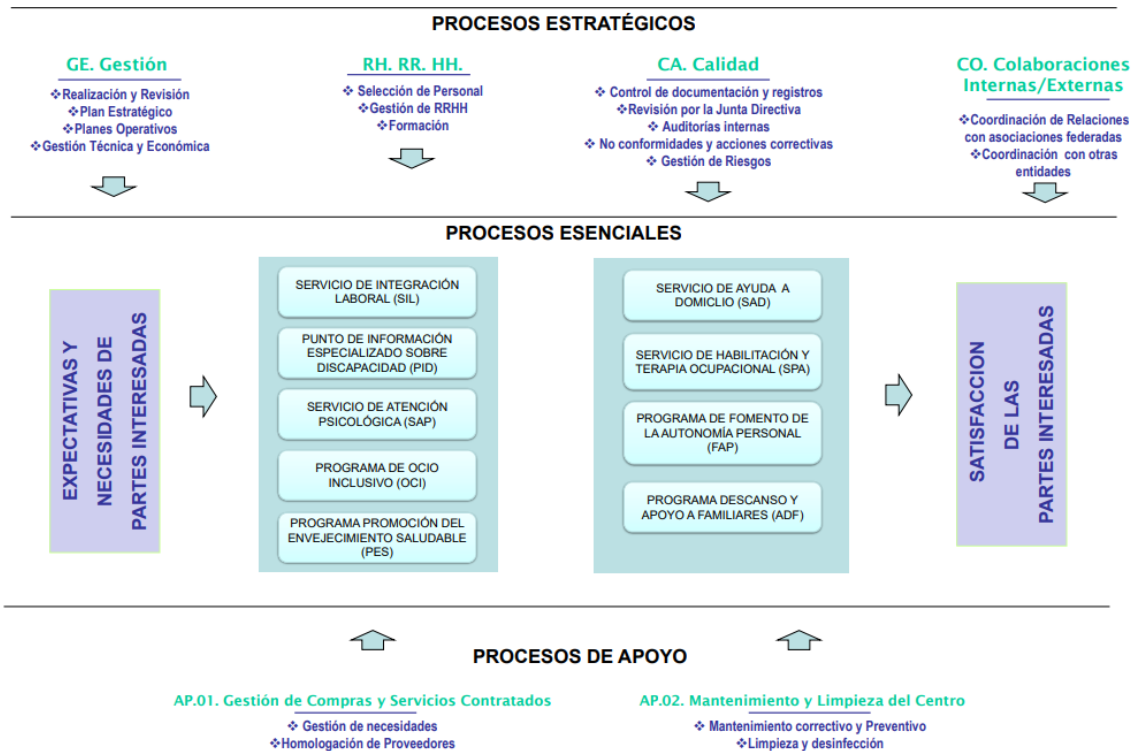 PROCESOS ESTRATÉGICOS
GE. Gestión
❖Realización y Revisión
❖Plan Estratégico
❖Planes Operativos
❖Gestión Técnica y Económica
RH. RR. HH.
❖ Selección de Personal
❖Gestión de RRHH
❖Formación
CA. Calidad
❖ Control de documentación y registros
❖Revisión por la Junta Directiva
❖ Auditorías internas
❖ No conformidades y acciones correctivas
❖ Gestión de Riesgos
CO. Colaboraciones
Internas/Externas
❖Coordinación de Relaciones
con asociaciones federadas
❖Coordinación con otras
entidades
PROCESOS ESENCIALES
EXPECTATIVAS Y
NECESIDADES DE
PARTES INTERESADAS
SERVICIO DE INTEGRACIÓN
LABORAL (SIL)
PUNTO DE INFORMACIÓN
ESPECIALIZADO SOBRE
DISCAPACIDAD (PID)
SERVICIO DE ATENCIÓN
PSICOLÓGICA (SAP)
PROGRAMA DE OCIO
INCLUSIVO (OCI)
PROGRAMA PROMOCIÓN DEL
ENVEJECIMIENTO SALUDABLE
(PES)
SERVICIO DE AYUDA A
DOMICLIO (SAD)
SERVICIO DE HABILITACIÓN Y
TERAPIA OCUPACIONAL (SPA)
PROGRAMA DE FOMENTO DE
LA AUTONOMÍA PERSONAL
(FAP)
PROGRAMA DESCANSO Y
APOYO A FAMILIARES (ADF)
SATISFACCION
DE LAS
PARTES INTERESADAS
PROCESOS DE APOYO
AP.01. Gestión de Compras y Servicios Contratados
❖ Gestión de necesidades
❖Homologación de Proveedores
AP.02. Mantenimiento y Limpieza del Centro
❖ Mantenimiento correctivo y Preventivo
❖Limpieza y desinfección